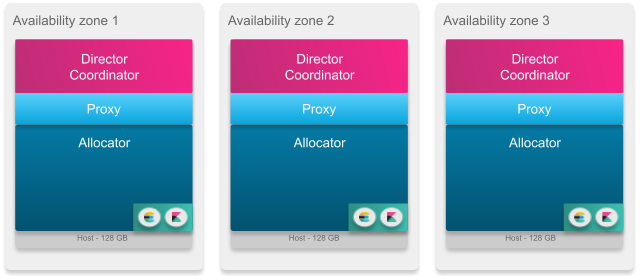 Availability zone 1
Director
Coordinator
Proxy
Allocator
Host - 128 GB
Availability zone 2
Director
Coordinator
Proxy
Allocator
Host - 128 GB
Availability zone 3
Director
Coordinator
Proxy
Allocator
Host - 128 GB